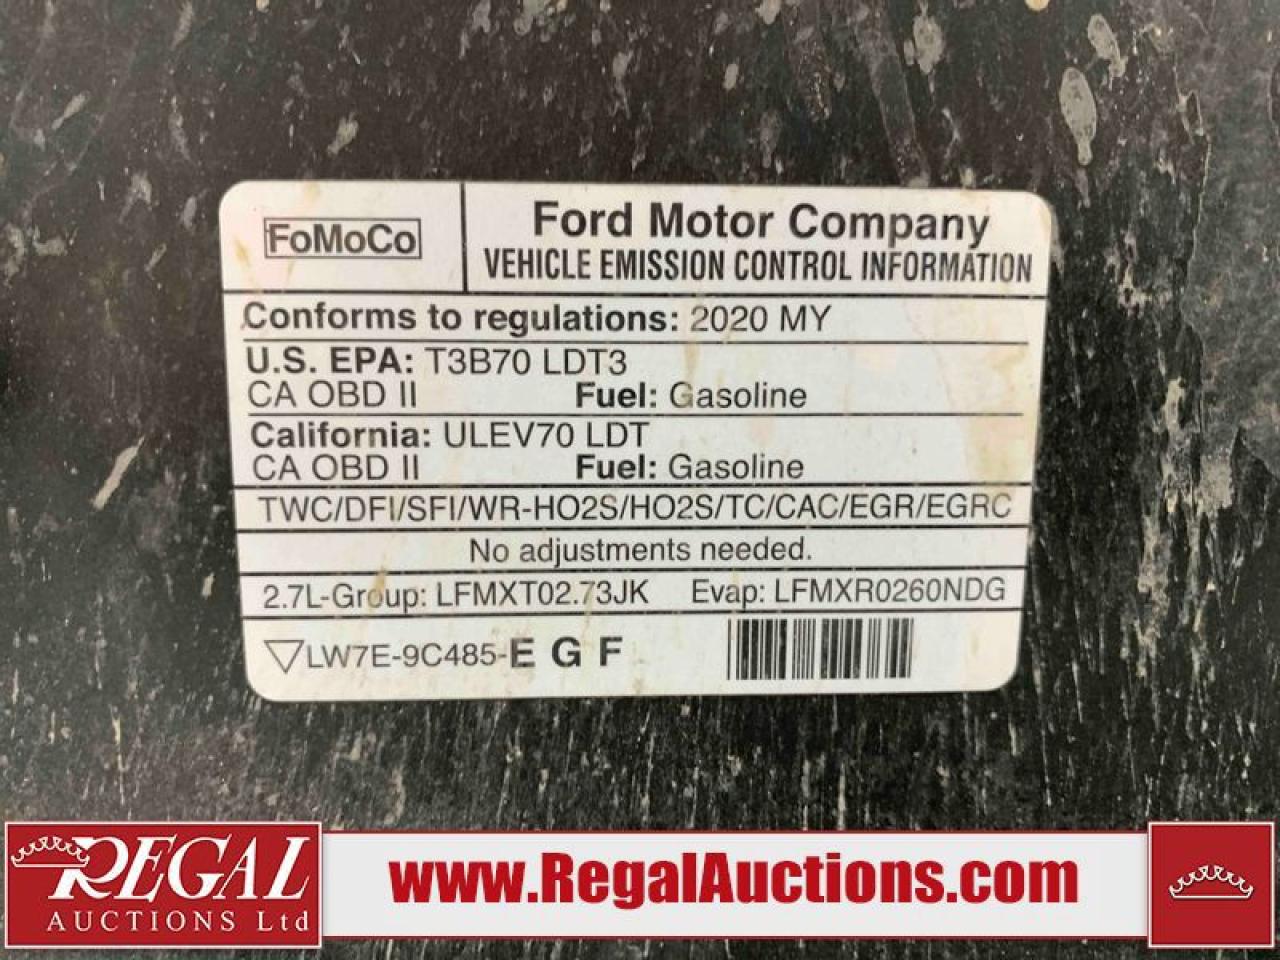 FoMoCo
Ford Motor Company
VEHICLE EMISSION CONTROL INFORMATION
Conforms to regulations: 2020 MY
U.S. EPA: T3B70 LDT3
CA OBD II Fuel: Gasoline
California: ULEV70 LDT
CA OBD II Fuel: Gasoline
TWC/DFI/SFI/WR-HO2S/HO2S/TC/CAC/EGR/EGRC
No adjustments needed.
2.7L-Group: LFMXT02.73JK Evap: LFMXR0260NDG
LW7E-9C485-E G F
REGAL
AUCTIONS Ltd
www.RegalAuctions.com